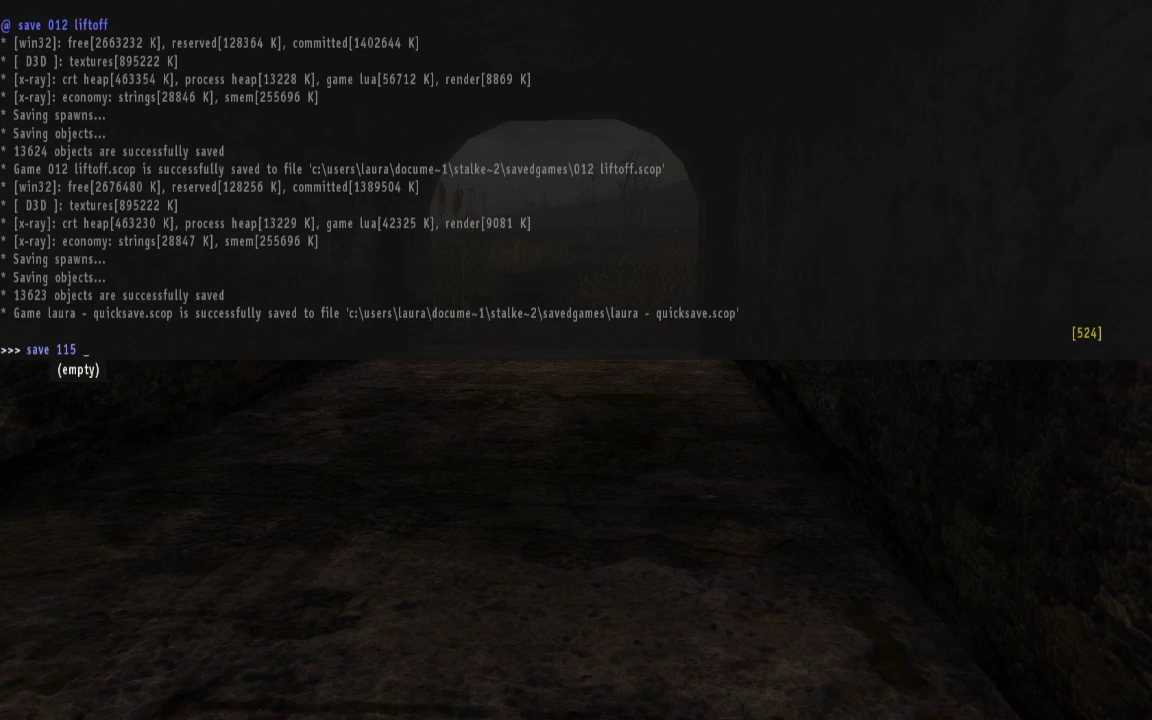 @ save 012 liftoff
* [win32]: free[2663232 K], reserved[128364 K], committed[1402644 K]
* [ D3D ]: textures[895222 K]
* [x-ray]: crt heap[463354 K], process heap[13228 K], game lua[56712 K], render[8869 K]
* [x-ray]: economy: strings[28846 K], smem[255696 K]
* Saving spawns...
* Saving objects...
* 13624 objects are successfully saved
* Game 012 liftoff.scop is successfully saved to file 'c:\users\laura\docume~1\stalke~2\savedgames\012 liftoff.scop'
* [win32]: free[2676480 K], reserved[128256 K], committed[1389504 K]
* [ D3D ]: textures[895222 K]
* [x-ray]: crt heap[463230 K], process heap[13229 K], game lua[42325 K], render[9081 K]
* [x-ray]: economy: strings[28847 K], smem[255696 K]
* Saving spawns...
* Saving objects...
* 13623 objects are successfully saved
* Game laura - quicksave.scop is successfully saved to file 'c:\users\laura\docume~1\stalke~2\savedgames\laura - quicksave.scop'
[524]
>>> save 115 _
(empty)